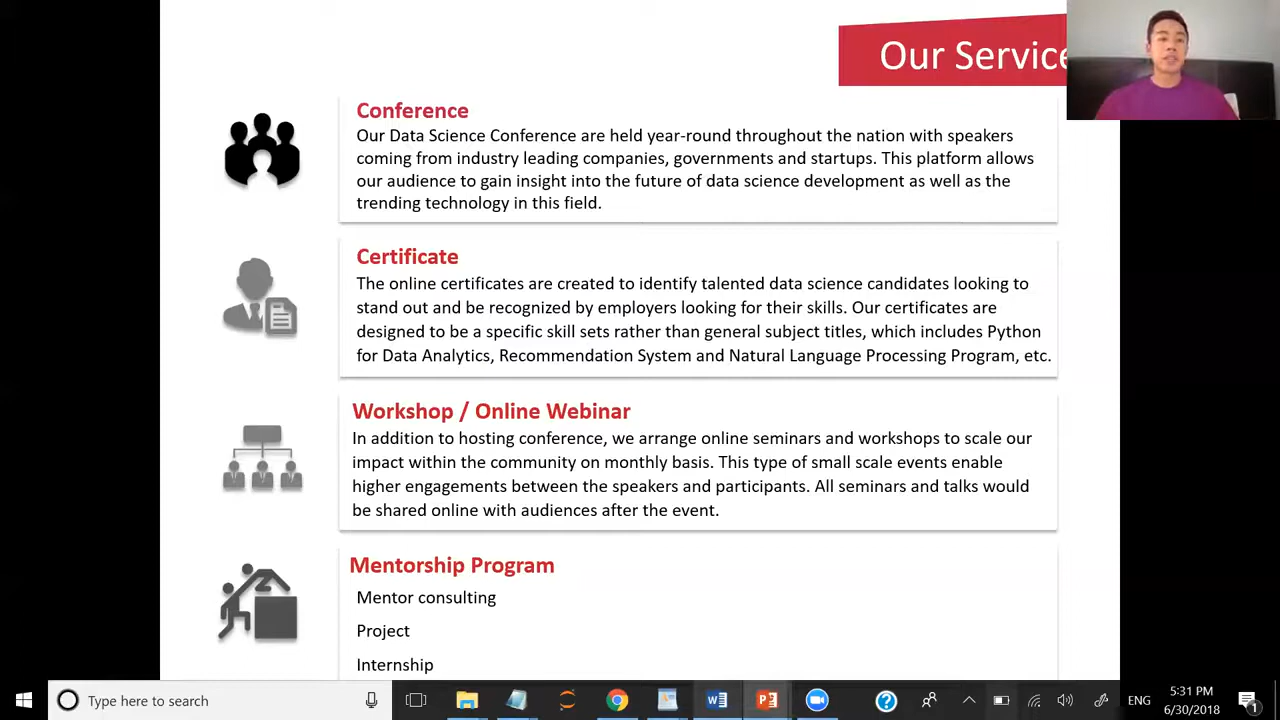 Our Service
Conference
Our Data Science Conference are held year-round throughout the nation with speakers
coming from industry leading companies, governments and startups. This platform allows
our audience to gain insight into the future of data science development as well as the
trending technology in this field.
Certificate
The online certificates are created to identify talented data science candidates looking to
stand out and be recognized by employers looking for their skills. Our certificates are
designed to be a specific skill sets rather than general subject titles, which includes Python
for Data Analytics, Recommendation System and Natural Language Processing Program, etc.
Workshop / Online Webinar
In addition to hosting conference, we arrange online seminars and workshops to scale our
impact within the community on monthly basis. This type of small scale events enable
higher engagements between the speakers and participants. All seminars and talks would
be shared online with audiences after the event.
Mentorship Program
Mentor consulting
Project
Internship
Type here to search
ENG
5:31 PM
6/30/2018
1